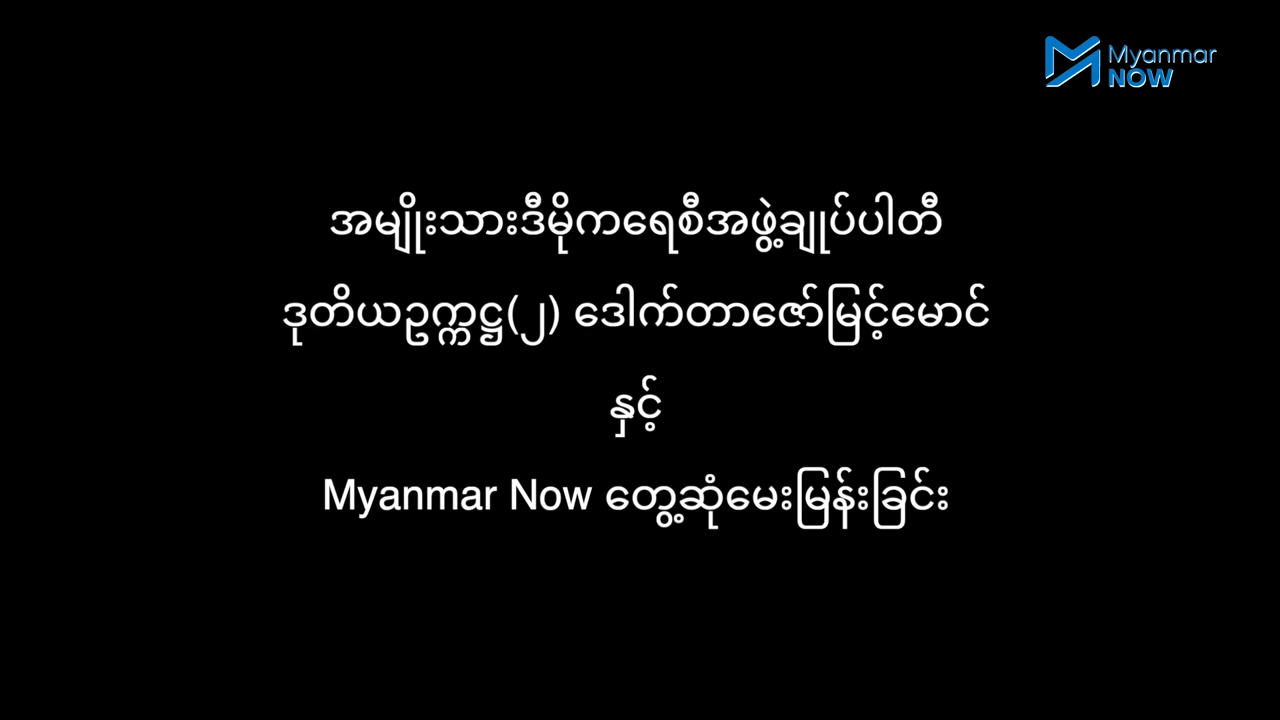 Myanmar
NOW
အမျိုးသားဒီမိုကရေစီအဖွဲ့ချုပ်ပါတီ
ဒုတိယဥက္ကဋ္ဌ(၂) ဒေါက်တာဇော်မြင့်မောင်
နှင့်
Myanmar Now တွေ့ဆုံမေးမြန်းခြင်း